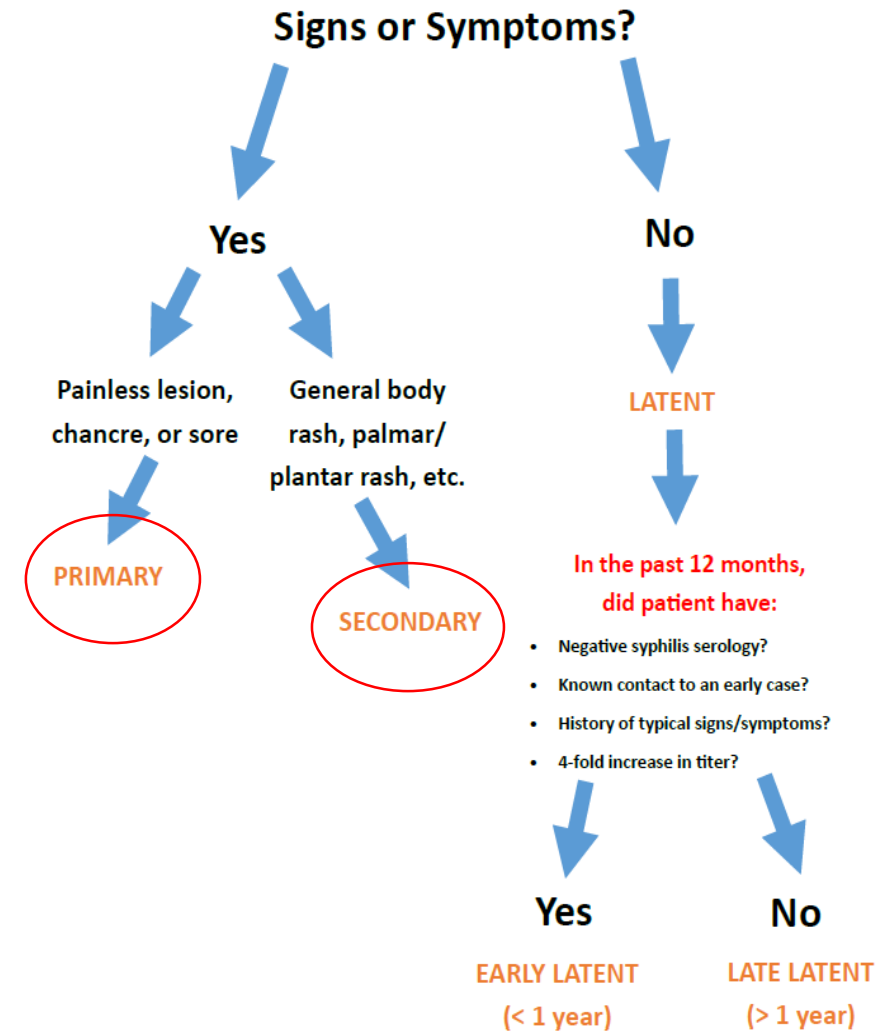 Signs or Symptoms?
Yes
No
Painless lesion,
chancre, or sore
General body
rash, palmar/
plantar rash, etc.
LATENT
PRIMARY
SECONDARY
In the past 12 months,
did patient have:
• Negative syphilis serology?
• Known contact to an early case?
• History of typical signs/symptoms?
• 4-fold increase in titer?
Yes
No
EARLY LATENT
(< 1 year)
LATE LATENT
(> 1 year)